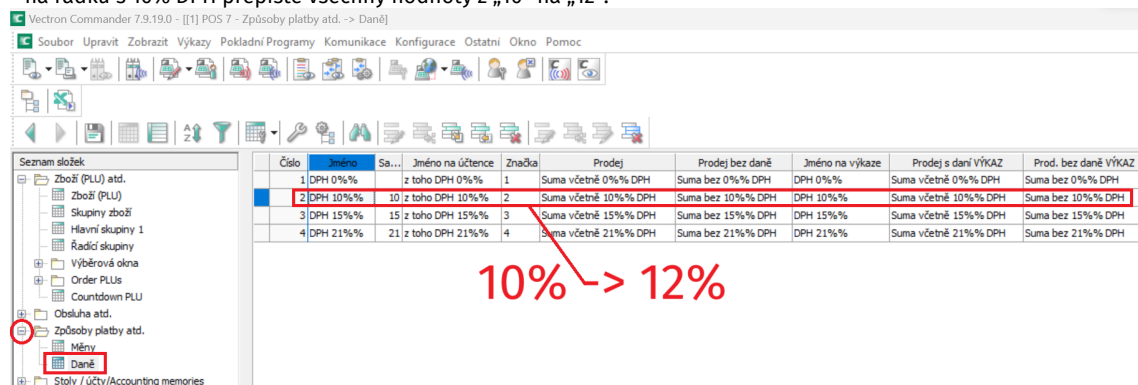 na řádku s 10% DPH přepište všechny hodnoty z „10“ na „12“.
Vectron Commander 7.9.19.0 - [[1] POS 7 - Způsoby platby atd. -> Daně]
Soubor Upravit Zobrazit Výkazy Pokladní Programy Komunikace Konfigurace Ostatní Okno Pomoc
Seznam složek
Zboží (PLU) atd.
Zboží (PLU)
Skupiny zboží
Hlavní skupiny 1
Řadící skupiny
Výběrová okna
Order PLUs
Countdown PLU
Obsluha atd.
Způsoby platby atd.
Měny
Daně
Stoly / účty/Accounting memories
Číslo Jméno Sa... Jméno na účtence Značka Prodej Prodej bez daně Jméno na výkaze Prodej s daní VÝKAZ Prod. bez daně VÝKAZ
1 DPH 0%% z toho DPH 0%% 1 Suma včetně 0%% DPH Suma bez 0%% DPH DPH 0%% Suma včetně 0%% DPH Suma bez 0%% DPH
2 DPH 10%% 10 z toho DPH 10%% 2 Suma včetně 10%% DPH Suma bez 10%% DPH DPH 10%% Suma včetně 10%% DPH Suma bez 10%% DPH
3 DPH 15%% 15 z toho DPH 15%% 3 Suma včetně 15%% DPH Suma bez 15%% DPH DPH 15%% Suma včetně 15%% DPH Suma bez 15%% DPH
4 DPH 21%% 21 z toho DPH 21%% 4 Suma včetně 21%% DPH Suma bez 21%% DPH DPH 21%% Suma včetně 21%% DPH Suma bez 21%% DPH
10% -> 12%